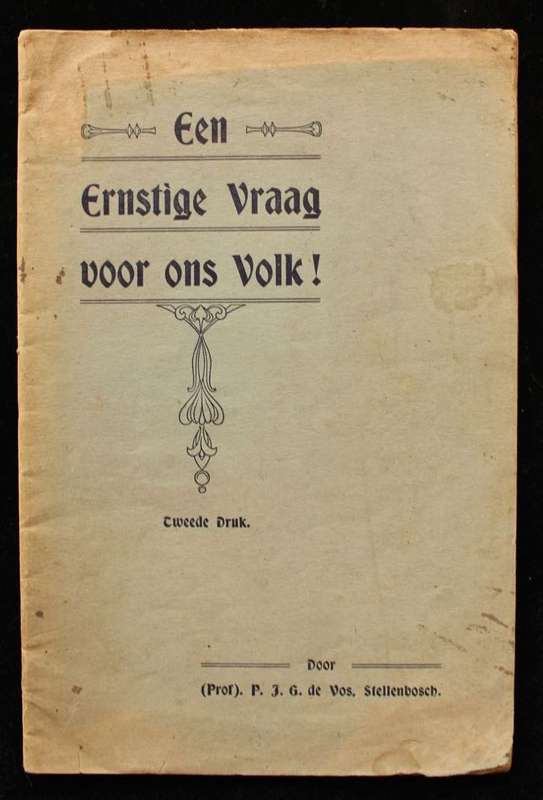 Een
Ernstige Vraag
voor ons Volk!
Tweede Druk.
Door
(Prof). P. J. G. de Vos, Stellenbosch.